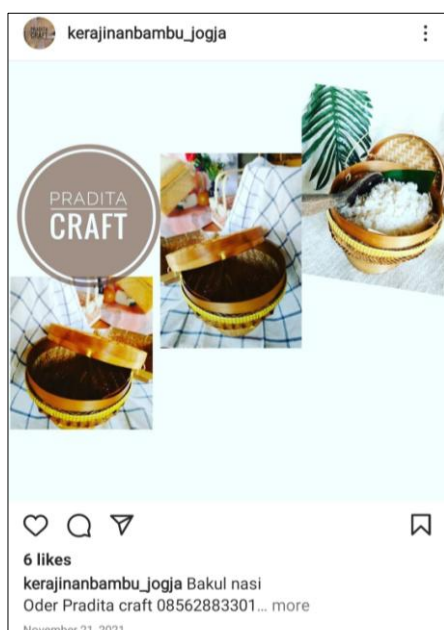 kerajinanbambu_jogja
PRADITA
CRAFT
6 likes
kerajinanbambu_jogja Bakul nasi
Oder Pradita craft 08562883301... more
November 21, 2021